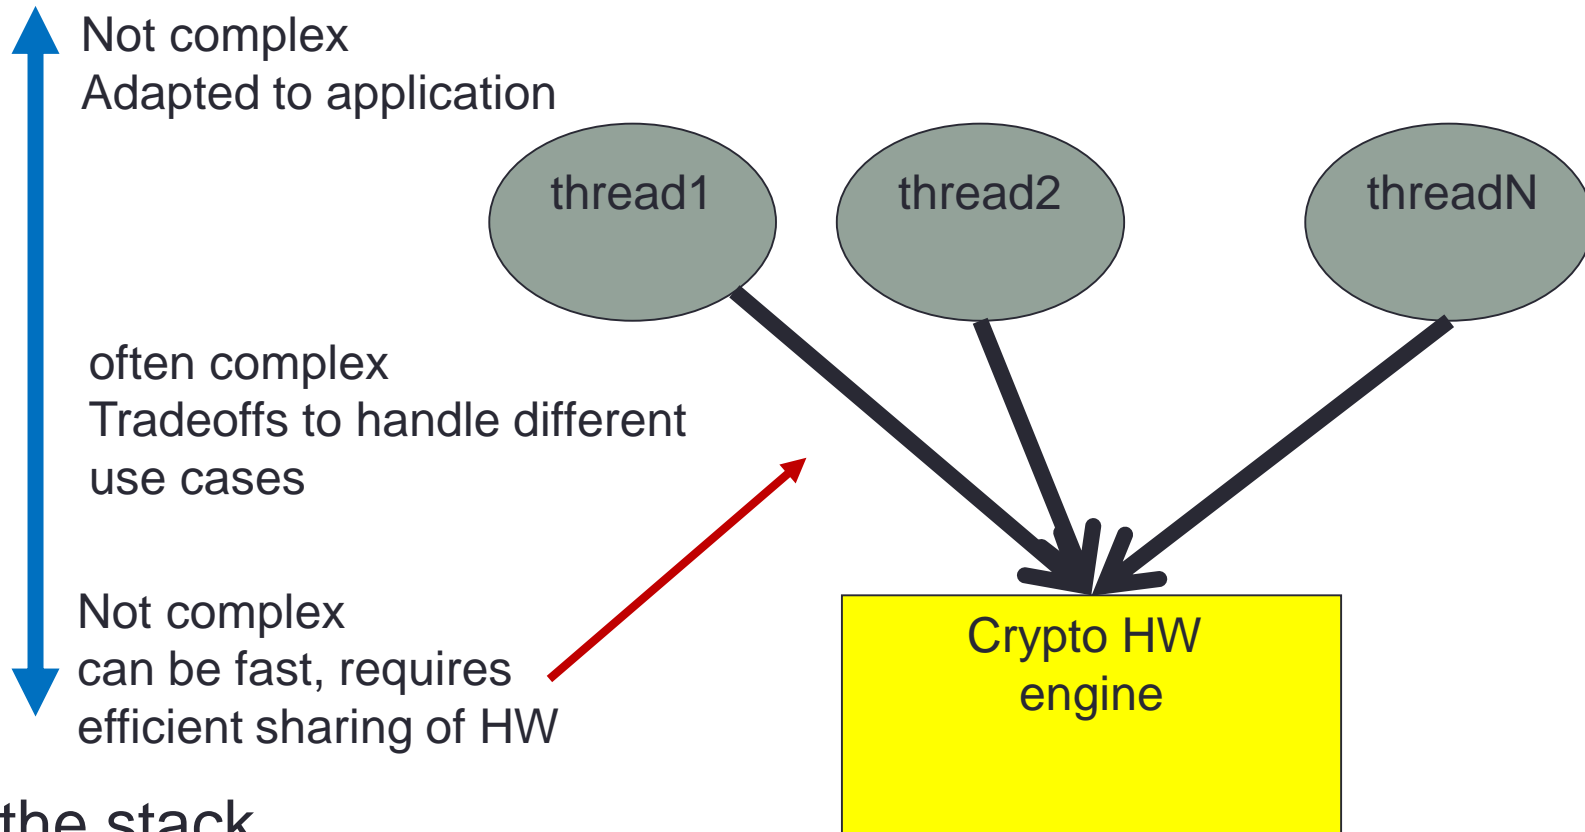 Not complex
Adapted to application
thread1
thread2
threadN
often complex
Tradeoffs to handle different
use cases
Not complex
can be fast, requires
efficient sharing of HW
Crypto HW
engine
the stack